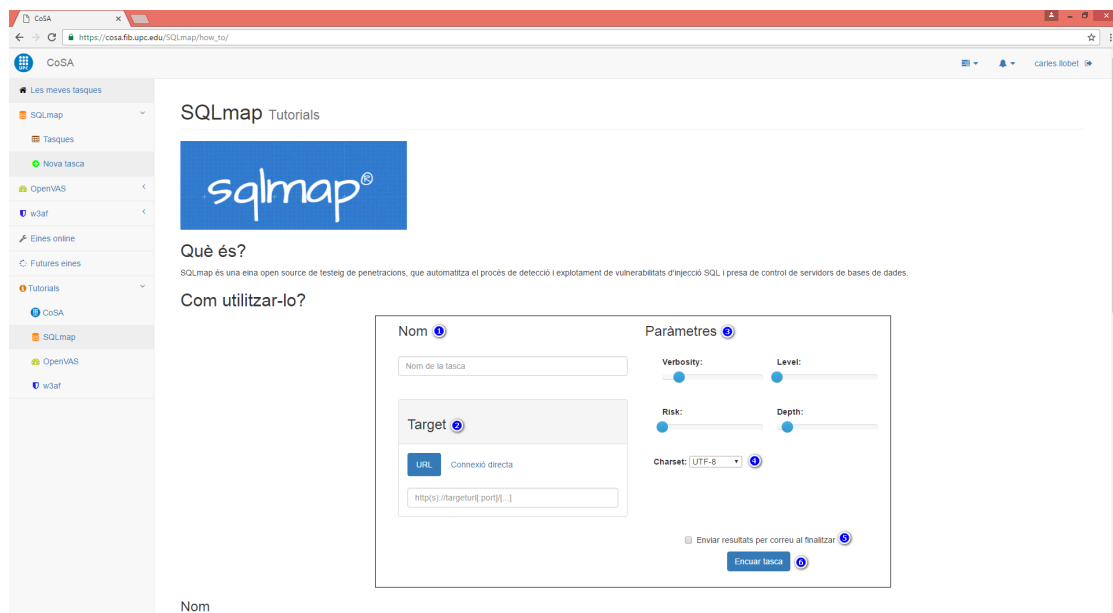 CoSA
https://cosa.fib.upc.edu/SQLmap/how_to/
UPC
CoSA
carles.llobet
Les meves tasques
SQLmap
Tasques
Nova tasca
OpenVAS
w3af
Eines online
Futures eines
Tutorials
CoSA
SQLmap
OpenVAS
w3af
SQLmap Tutorials
sqlmap®
Què és?
SQLmap és una eina open source de testeig de penetracions, que automatitza el procès de detecció i explotament de vulnerabilitats d'injecció SQL i presa de control de servidors de bases de dades.
Com utilitzar-lo?
Nom 1
Nom de la tasca
Target 2
URL Connexió directa
http(s)://targeturl[:port]/[...]
Paràmetres 3
Verbosity: Level:
Risk: Depth:
Charset: UTF-8 4
Enviar resultats per correu al finalitzar 5
Encuar tasca 6
Nom